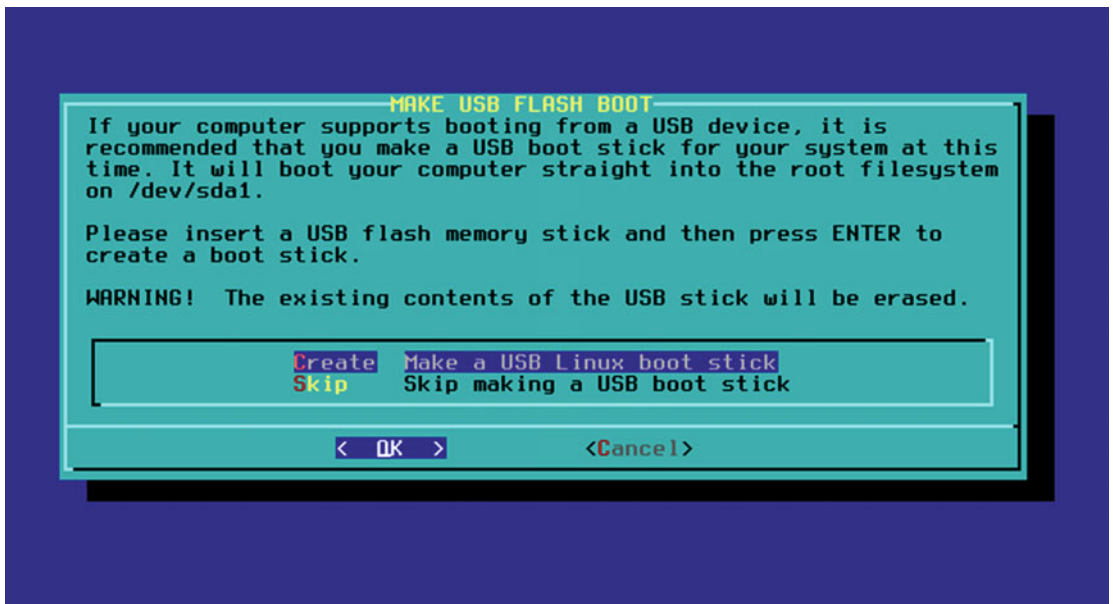 MAKE USB FLASH BOOT
If your computer supports booting from a USB device, it is
recommended that you make a USB boot stick for your system at this
time. It will boot your computer straight into the root filesystem
on /dev/sda1.
Please insert a USB flash memory stick and then press ENTER to
create a boot stick.
WARNING!  The existing contents of the USB stick will be erased.
Create  Make a USB Linux boot stick
Skip    Skip making a USB boot stick
<  OK  >    <Cancel>